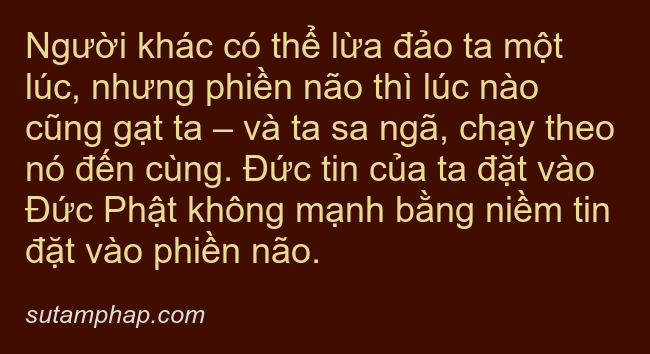 Người khác có thể lừa đảo ta một
lúc, nhưng phiền não thì lúc nào
cũng gạt ta – và ta sa ngã, chạy theo
nó đến cùng. Đức tin của ta đặt vào
Đức Phật không mạnh bằng niềm tin
đặt vào phiền não.
sutamphap.com